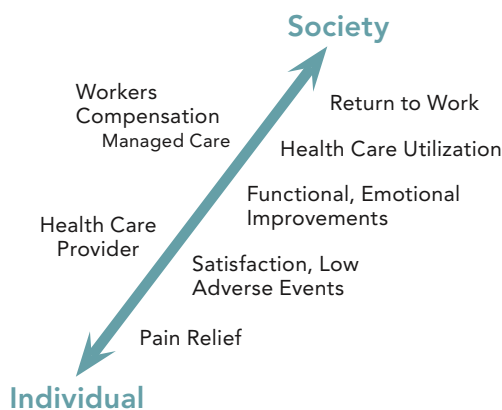 Society
Workers
Compensation
Managed Care
Return to Work
Health Care Utilization
Functional, Emotional
Improvements
Health Care
Provider
Satisfaction, Low
Adverse Events
Pain Relief
Individual